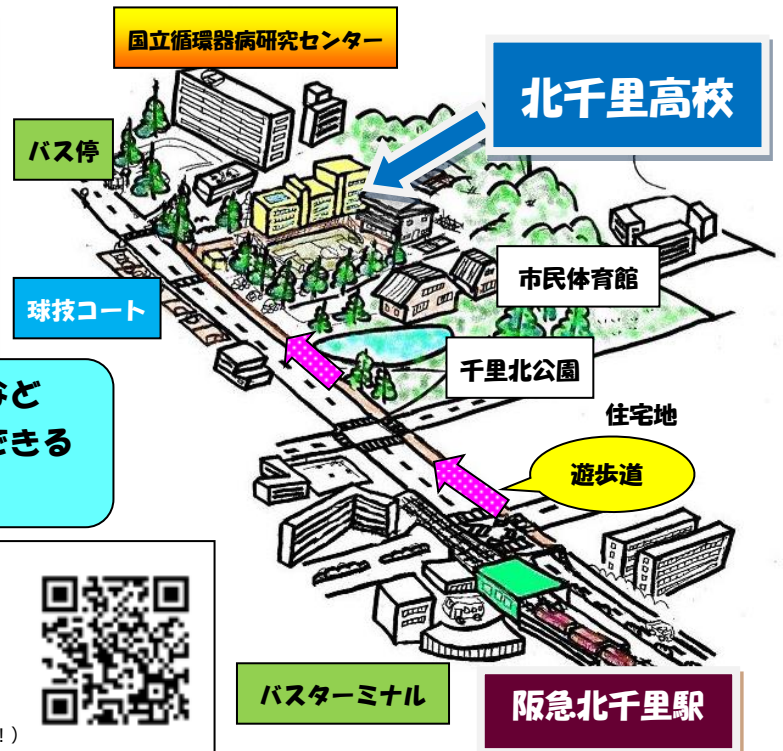 国立循環器病研究センター
北千里高校
バス停
市民体育館
球技コート
千里北公園
など
できる
住宅地
遊歩道
バスターミナル
阪急北千里駅
！）